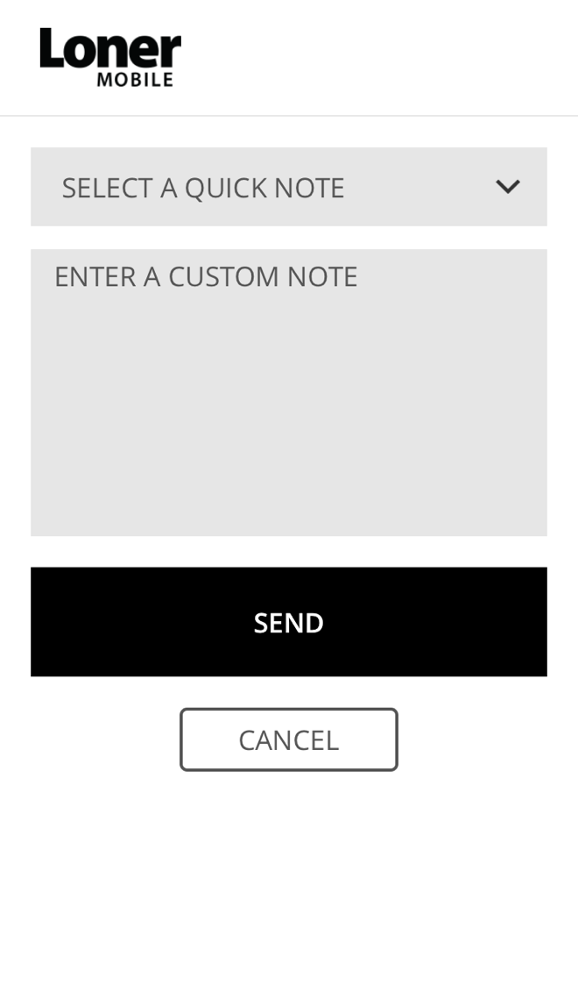 Loner
MOBILE
SELECT A QUICK NOTE
ENTER A CUSTOM NOTE
SEND
CANCEL